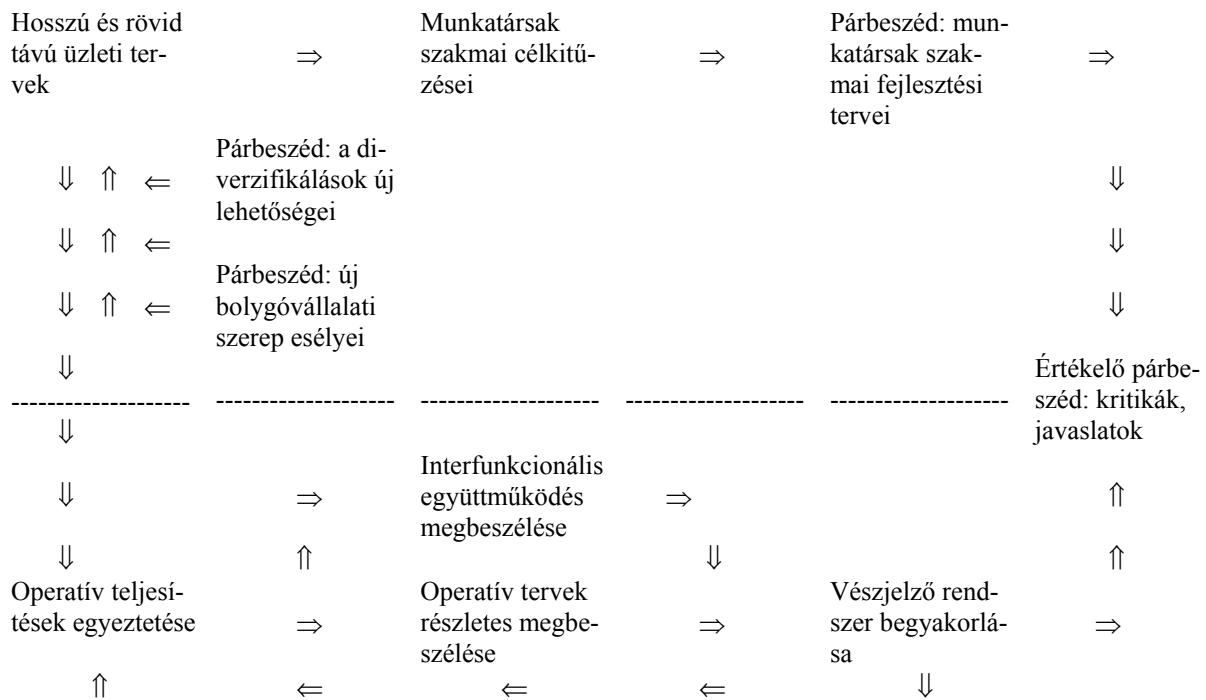 Hosszú és rövid
távú üzleti ter-
vek
⇒
Munkatársak
szakmai célkitű-
zései
⇒
Párbeszéd: mun-
katársak szak-
mai fejlesztési
tervei
⇒
Párbeszéd: a di-
verzifikálások új
lehetőségei
⇓ ⇑ ⇐
⇓
⇓ ⇑ ⇐
⇓
Párbeszéd: új
bolygóvállalati
szerep esélyei
⇓ ⇑ ⇐
⇓
⇓
Értékelő párbe-
széd: kritikák,
javaslatok
-------------------- -------------------- -------------------- -------------------- --------------------
⇓
Interfunkcionális
együttműködés
megbeszélése
⇓ ⇒ ⇒ ⇑
⇓ ⇑ ⇓ ⇑
Operatív teljesí-
tések egyeztetése
⇒
Operatív tervek
részletes megbe-
szélése
⇒
Vészjelző rend-
szer begyakorlá-
sa
⇒
⇑ ⇐ ⇐ ⇐ ⇓